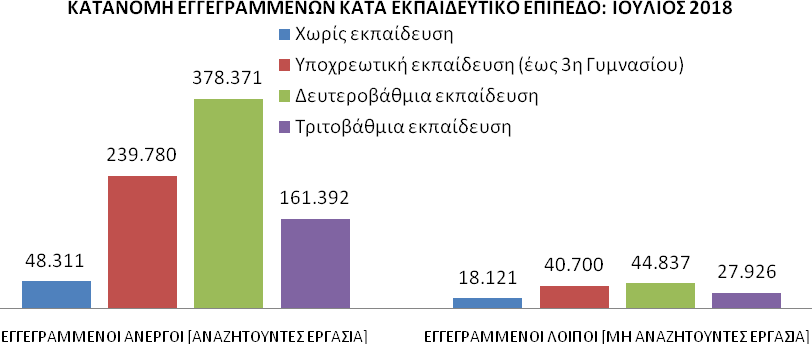 ΚΑΤΑΝΟΜΗ ΕΓΓΕΓΡΑΜΜΕΝΩΝ ΚΑΤΑ ΕΚΠΑΙΔΕΥΤΙΚΟ ΕΠΙΠΕΔΟ: ΙΟΥΛΙΟΣ 2018
Χωρίς εκπαίδευση
Υποχρεωτική εκπαίδευση (έως 3η Γυμνασίου)
Δευτεροβάθμια εκπαίδευση
Τριτοβάθμια εκπαίδευση
48.311
239.780
378.371
161.392
18.121
40.700
44.837
27.926
ΕΓΓΕΓΡΑΜΜΕΝΟΙ ΑΝΕΡΓΟΙ [ΑΝΑΖΗΤΟΥΝΤΕΣ ΕΡΓΑΣΙΑ]
ΕΓΓΕΓΡΑΜΜΕΝΟΙ ΛΟΙΠΟΙ [ΜΗ ΑΝΑΖΗΤΟΥΝΤΕΣ ΕΡΓΑΣΙΑ]